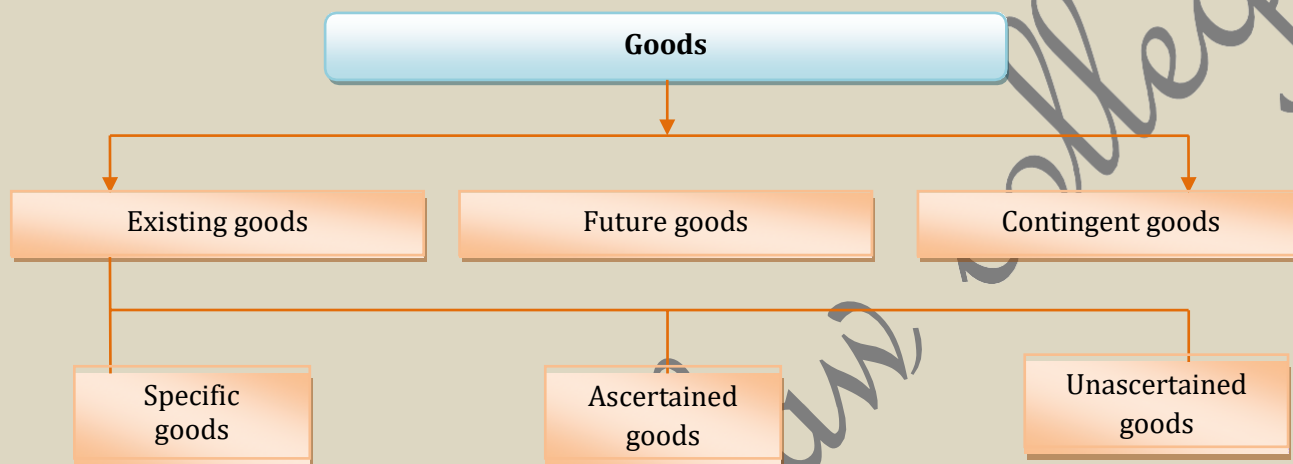 Goods
Existing goods
Future goods
Contingent goods
Specific
goods
Ascertained
goods
Unascertained
goods